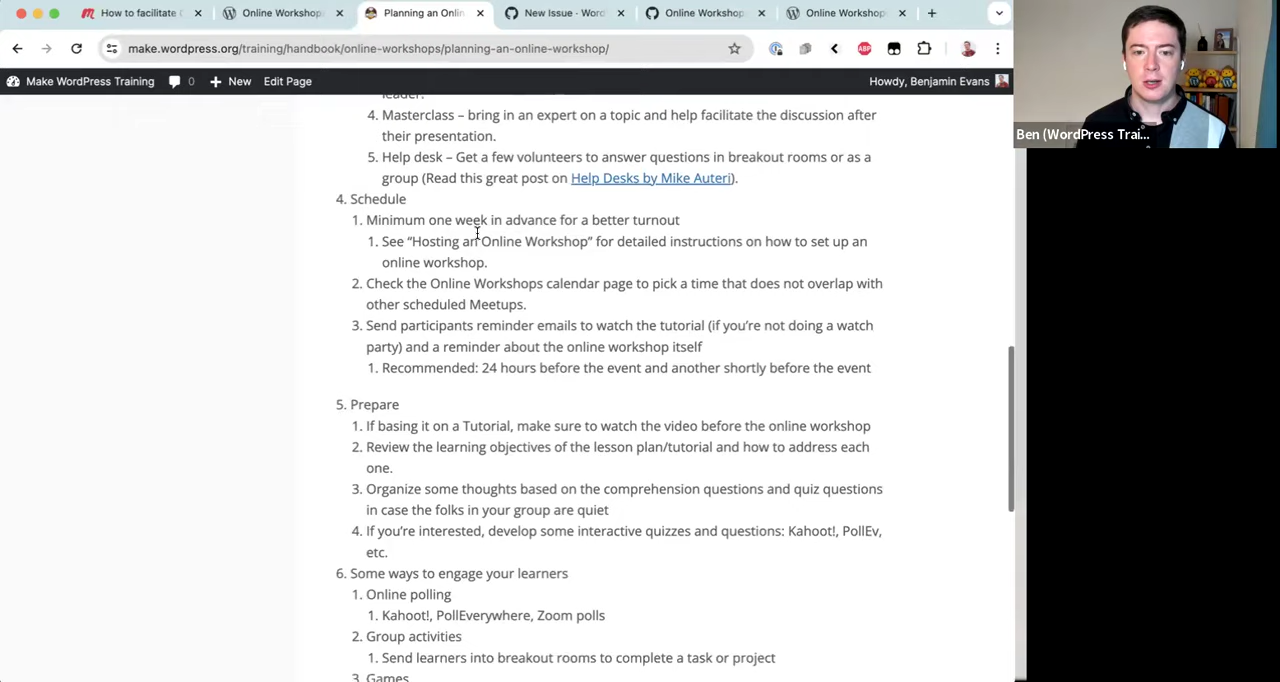 How to facilitate
Online Workshop
Planning an Onlin
New Issue · Word
Online Workshop
Online Workshop
make.wordpress.org/training/handbook/online-workshops/planning-an-online-workshop/
Make WordPress Training
0
New
Edit Page
Howdy, Benjamin Evans
Ben (WordPress Trai...
leader.
4. Masterclass – bring in an expert on a topic and help facilitate the discussion after
their presentation.
5. Help desk – Get a few volunteers to answer questions in breakout rooms or as a
group (Read this great post on Help Desks by Mike Auteri).
4. Schedule
1. Minimum one week in advance for a better turnout
1. See “Hosting an Online Workshop” for detailed instructions on how to set up an
online workshop.
2. Check the Online Workshops calendar page to pick a time that does not overlap with
other scheduled Meetups.
3. Send participants reminder emails to watch the tutorial (if you’re not doing a watch
party) and a reminder about the online workshop itself
1. Recommended: 24 hours before the event and another shortly before the event
5. Prepare
1. If basing it on a Tutorial, make sure to watch the video before the online workshop
2. Review the learning objectives of the lesson plan/tutorial and how to address each
one.
3. Organize some thoughts based on the comprehension questions and quiz questions
in case the folks in your group are quiet
4. If you’re interested, develop some interactive quizzes and questions: Kahoot!, PollEv,
etc.
6. Some ways to engage your learners
1. Online polling
1. Kahoot!, PollEverywhere, Zoom polls
2. Group activities
1. Send learners into breakout rooms to complete a task or project
3. Games